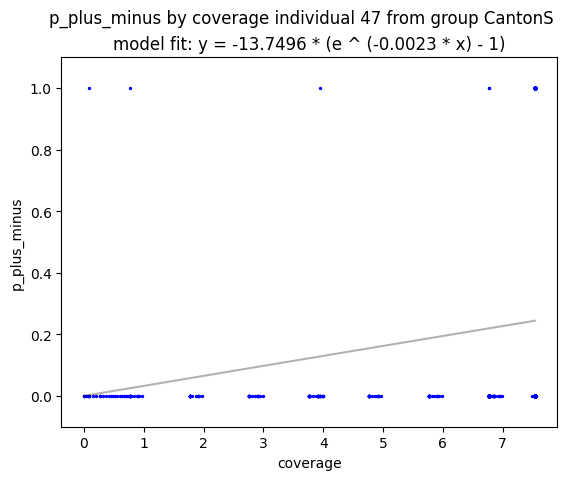 p_plus_minus by coverage individual 47 from group CantonS
model fit: y = -13.7496 * (e ^ (-0.0023 * x) - 1)
1.0
0.8
0.6
0.4
0.2
0.0
p_plus_minus
0 1 2 3 4 5 6 7
coverage